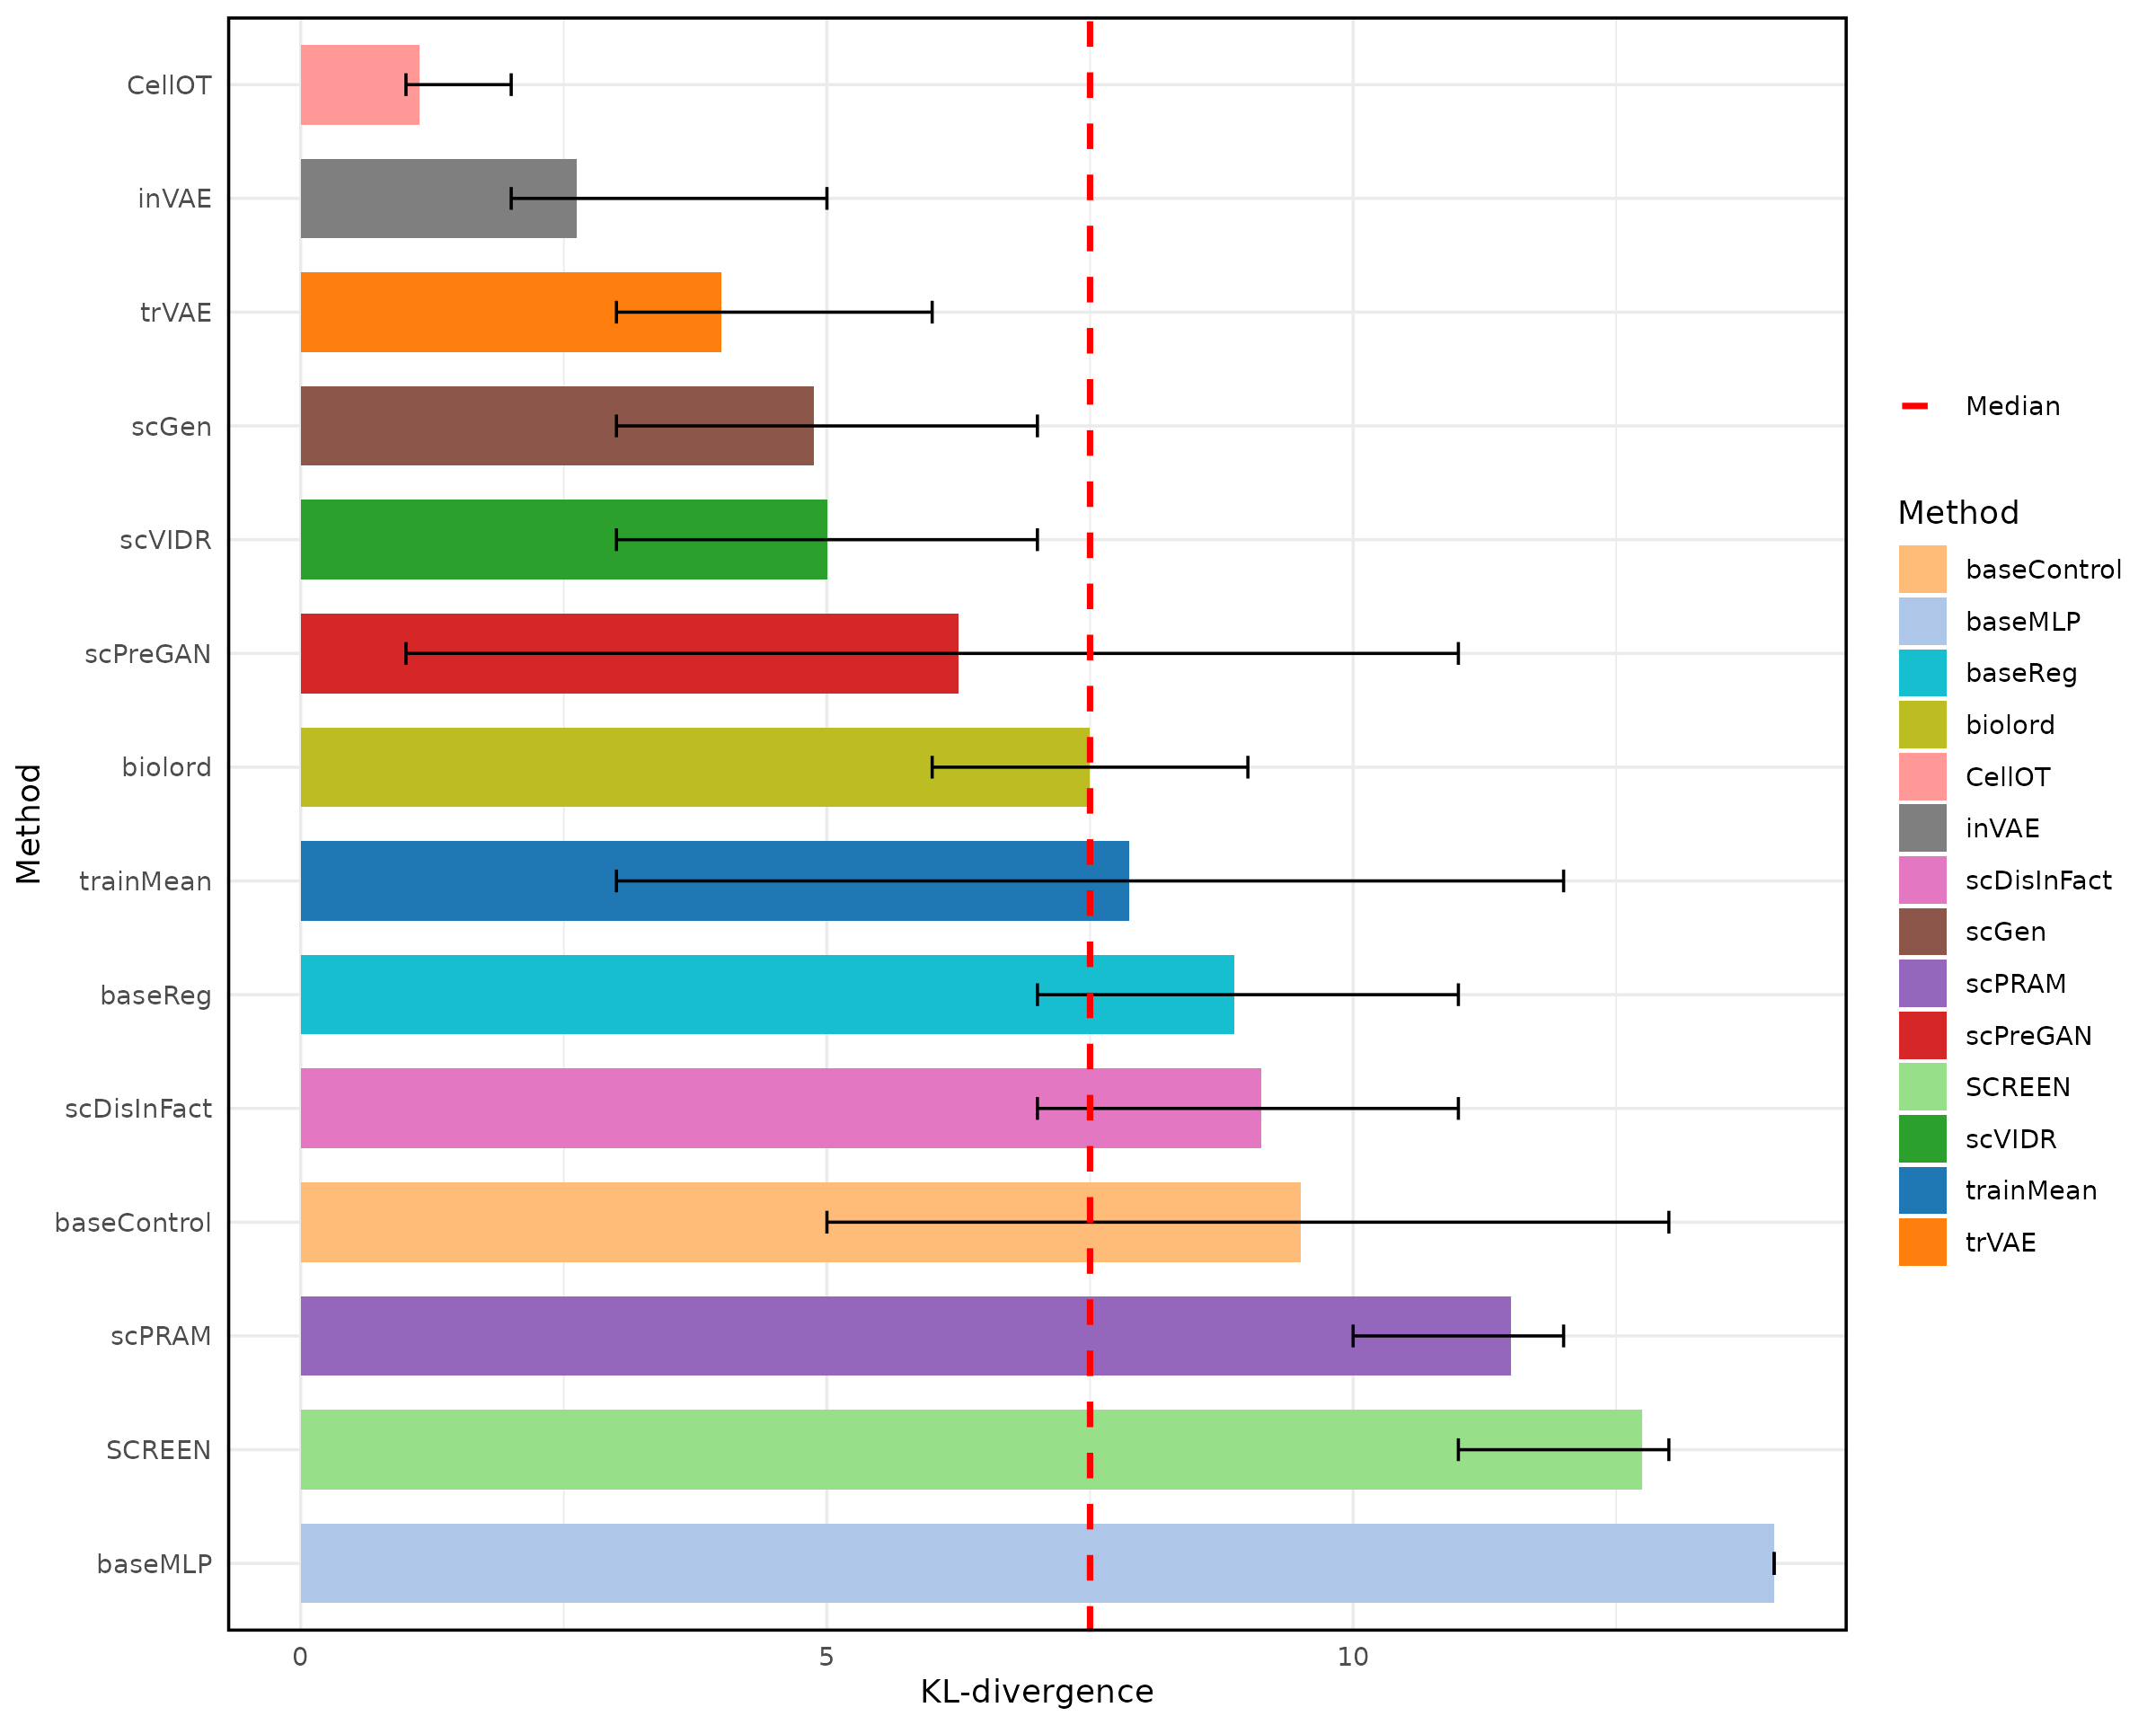 CellOT
inVAE
trVAE
scGen
scVIDR
scPreGAN
biolord
trainMean
baseReg
scDisInFact
baseControl
scPRAM
SCREEN
baseMLP
Method
0 5 10
KL-divergence
Median
Method
baseControl
baseMLP
baseReg
biolord
CellOT
inVAE
scDisInFact
scGen
scPRAM
scPreGAN
SCREEN
scVIDR
trainMean
trVAE